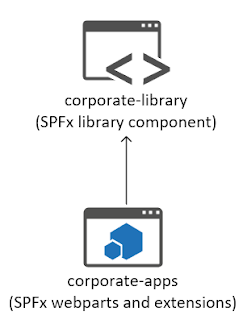 corporate-library
(SPFx library component)
corporate-apps
(SPFx webparts and extensions)